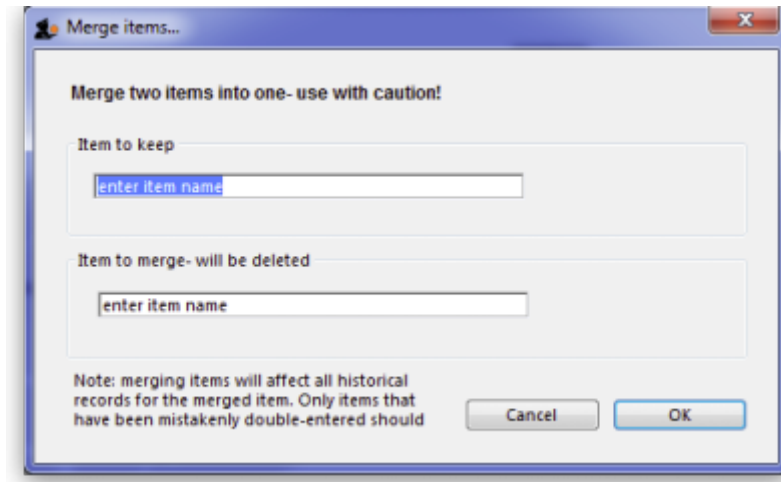 Merge items...
Merge two items into one- use with caution!
Item to keep
enter item name
Item to merge- will be deleted
enter item name
Note: merging items will affect all historical
records for the merged item. Only items that
have been mistakenly double-entered should
Cancel
OK